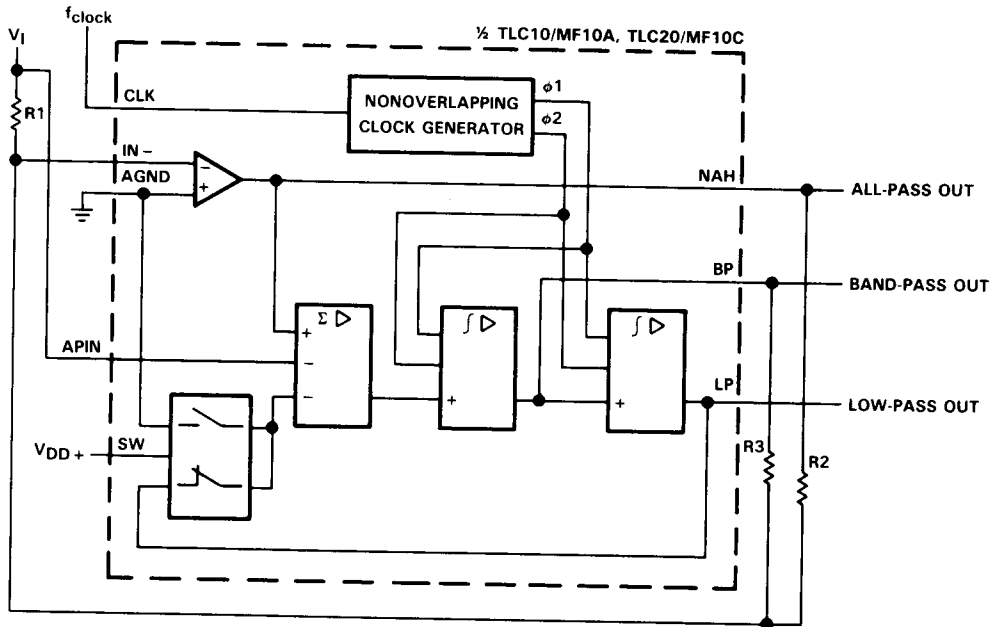 fclock
VI
½ TLC10/MF10A, TLC20/MF10C
CLK
NONOVERLAPPING
CLOCK GENERATOR
ϕ1
ϕ2
R1
IN −
AGND
−
+
NAH
ALL-PASS OUT
BP
BAND-PASS OUT
Σ ▷
∫ ▷
∫ ▷
+
APIN
−
−
+
+
LP
LOW-PASS OUT
SW
VDD +
R3
R2